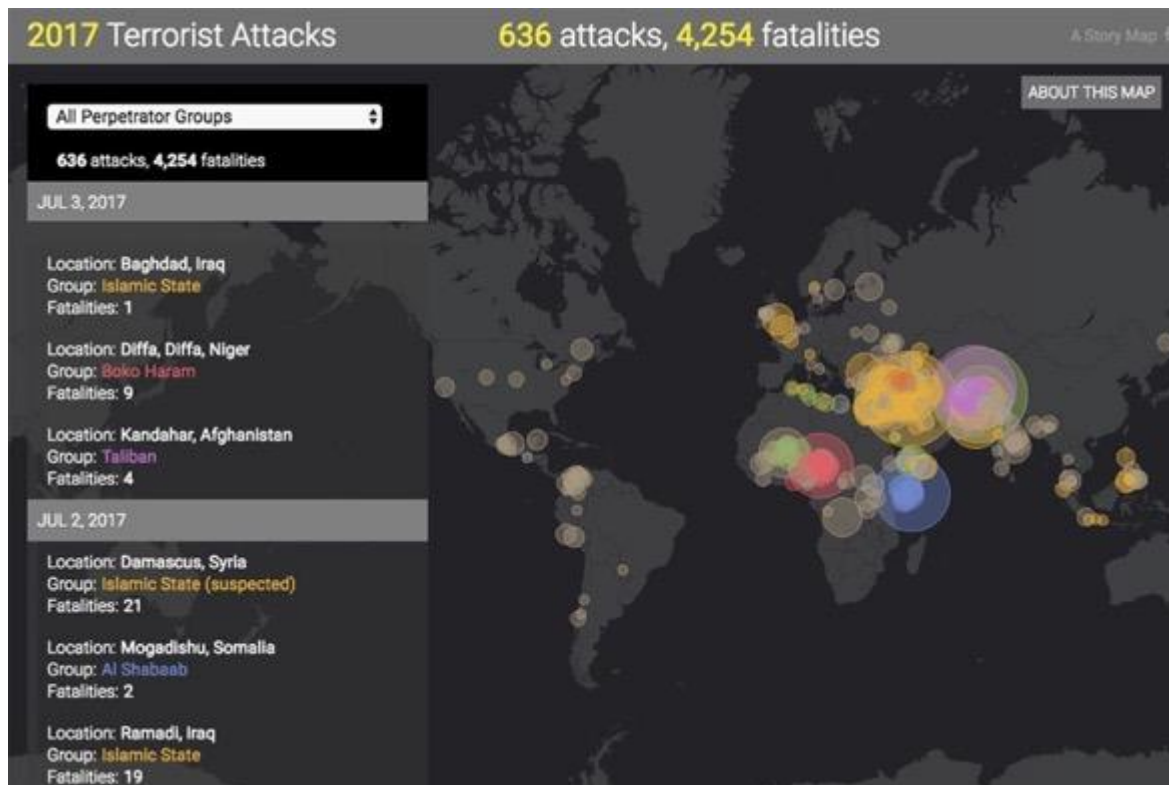 2017 Terrorist Attacks
636 attacks, 4,254 fatalities
A Story Map
ABOUT THIS MAP
All Perpetrator Groups
636 attacks, 4,254 fatalities
JUL 3, 2017
Location: Baghdad, Iraq
Group: Islamic State
Fatalities: 1
Location: Diffa, Diffa, Niger
Group: Boko Haram
Fatalities: 9
Location: Kandahar, Afghanistan
Group: Taliban
Fatalities: 4
JUL 2, 2017
Location: Damascus, Syria
Group: Islamic State (suspected)
Fatalities: 21
Location: Mogadishu, Somalia
Group: Al Shabaab
Fatalities: 2
Location: Ramadi, Iraq
Group: Islamic State
Fatalities: 19